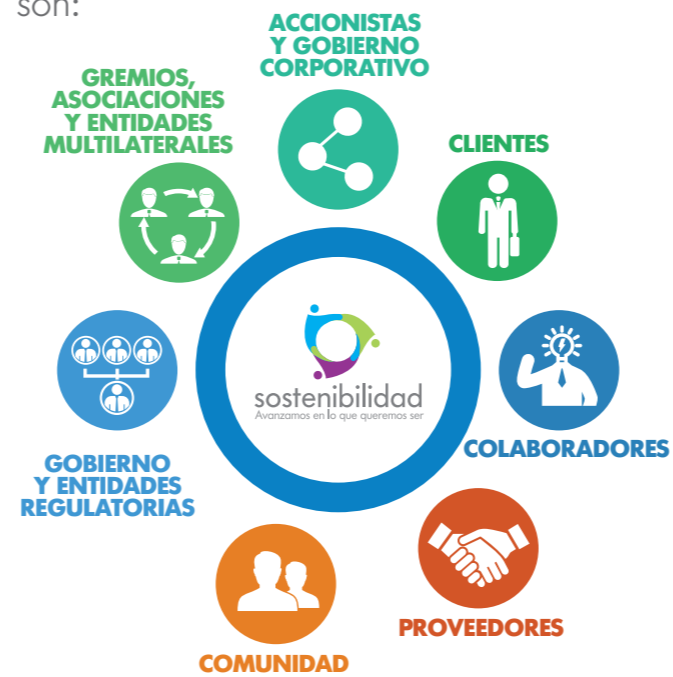 son:
ACCIONISTAS
Y GOBIERNO
CORPORATIVO
GREMIOS,
ASOCIACIONES
Y ENTIDADES
MULTILATERALES
CLIENTES
sostenibilidad
Avanzamos en lo que queremos ser
COLABORADORES
GOBIERNO
Y ENTIDADES
REGULATORIAS
PROVEEDORES
COMUNIDAD